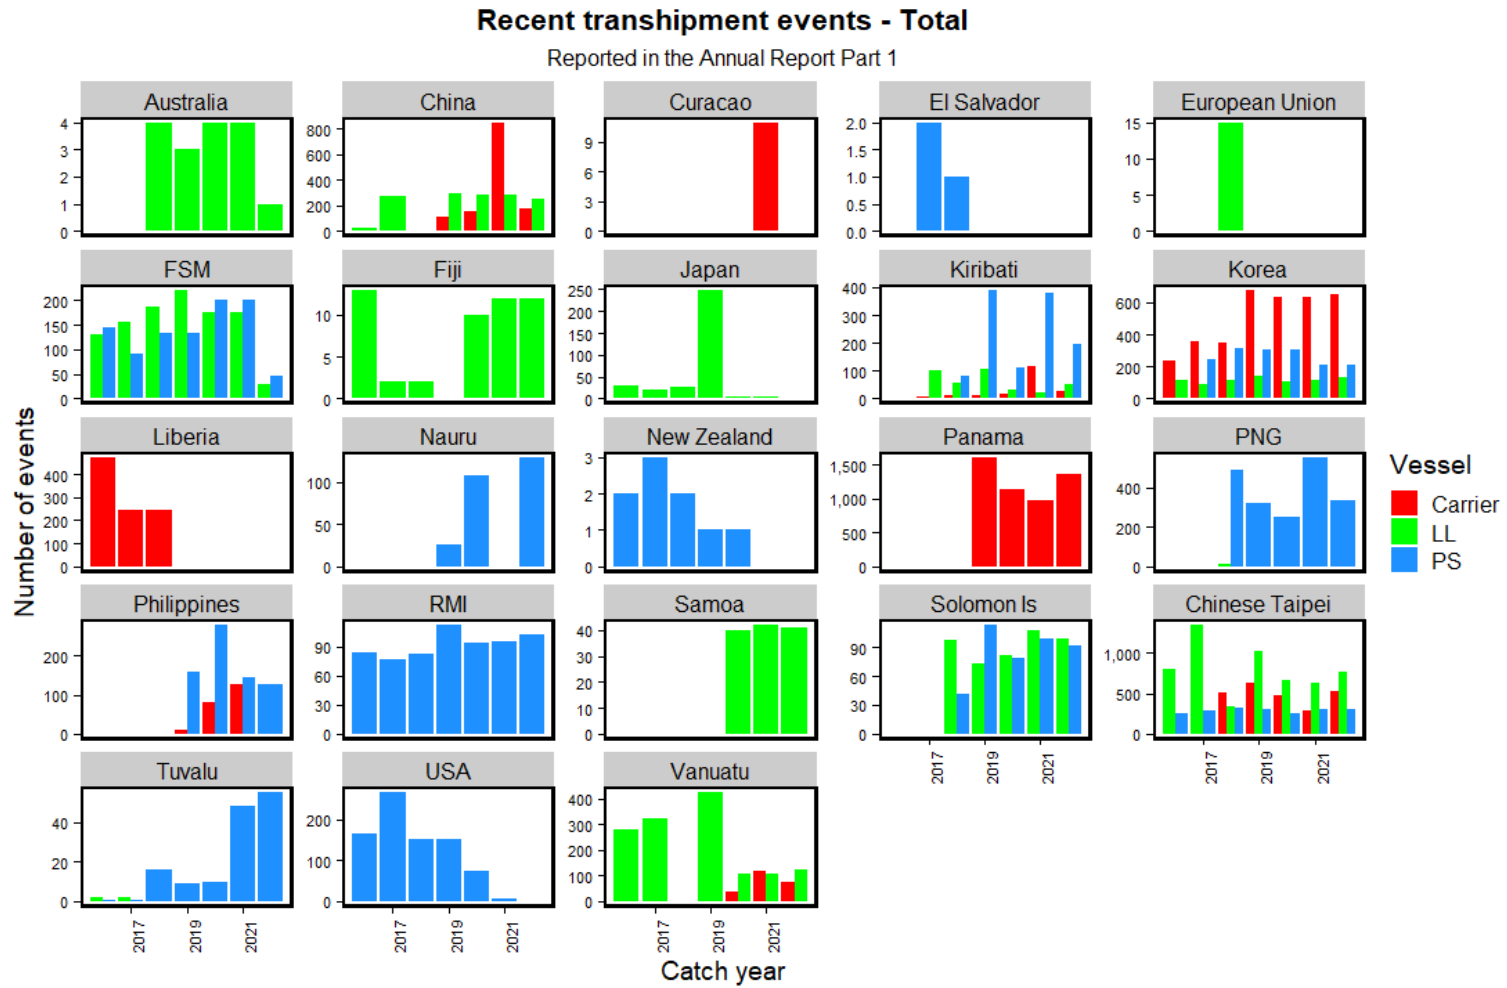 Recent transhipment events - Total
Reported in the Annual Report Part 1
Australia China Curacao El Salvador European Union
4 3 2 1 0
800 600 400 200 0
9 6 3 0
2.0 1.5 1.0 0.5 0.0
15 10 5 0
FSM Fiji Japan Kiribati Korea
200 150 100 50 0
10 5 0
250 200 150 100 50 0
400 300 200 100 0
600 400 200 0
Liberia Nauru New Zealand Panama PNG
400 300 200 100 0
100 50 0
3 2 1 0
1,500 1,000 500 0
400 200 0
Philippines RMI Samoa Solomon Is Chinese Taipei
200 100 0
90 60 30 0
40 30 20 10 0
90 60 30 0
1,000 500 0
2017 2019 2021
2017 2019 2021
Tuvalu USA Vanuatu
40 20 0
200 100 0
400 300 200 100 0
2017 2019 2021
2017 2019 2021
2017 2019 2021
Number of events
Catch year
Vessel
Carrier
LL
PS